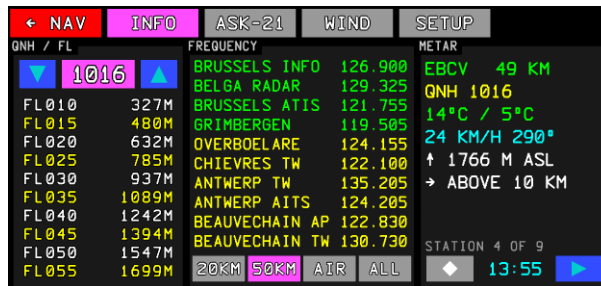 ← NAV INFO ASK-21 WIND SETUP
QNH / FL
1016
FL010 327M
FL015 480M
FL020 632M
FL025 785M
FL030 937M
FL035 1089M
FL040 1242M
FL045 1394M
FL050 1547M
FL055 1699M
FREQUENCY
BRUSSELS INFO 126.900
BELGA RADAR 129.325
BRUSSELS ATIS 121.755
GRIMBERGEN 119.505
OVERBOELARE 124.155
CHIEVRES TW 122.100
ANTWERP TW 135.205
ANTWERP AITS 124.205
BEAUVECHAIN AP 122.830
BEAUVECHAIN TW 130.730
20KM 50KM AIR ALL
METAR
EBCV 49 KM
QNH 1016
14°C / 5°C
24 KM/H 290°
↑ 1766 M ASL
→ ABOVE 10 KM
STATION 4 OF 9
13:55